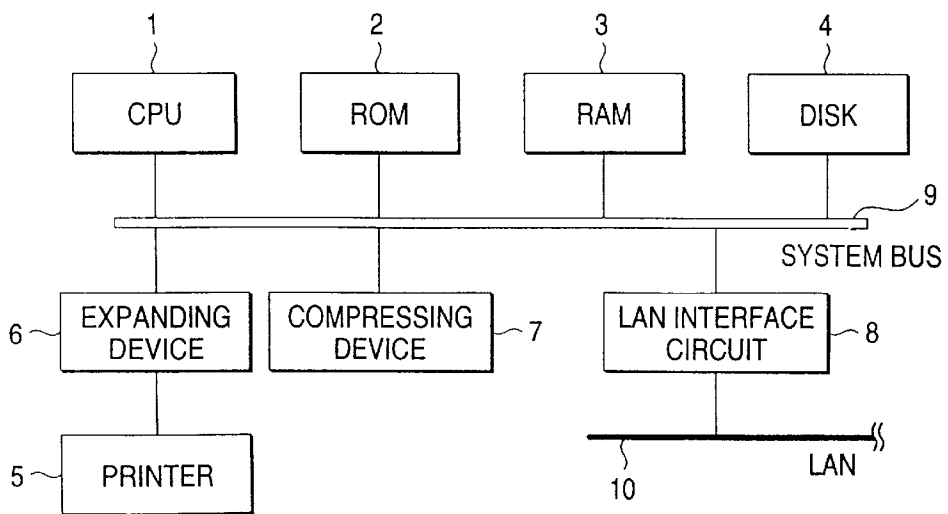 1 2 3 4
CPU ROM RAM DISK
9
SYSTEM BUS
6 EXPANDING DEVICE
COMPRESSING DEVICE 7
LAN INTERFACE CIRCUIT 8
5 PRINTER
10 LAN